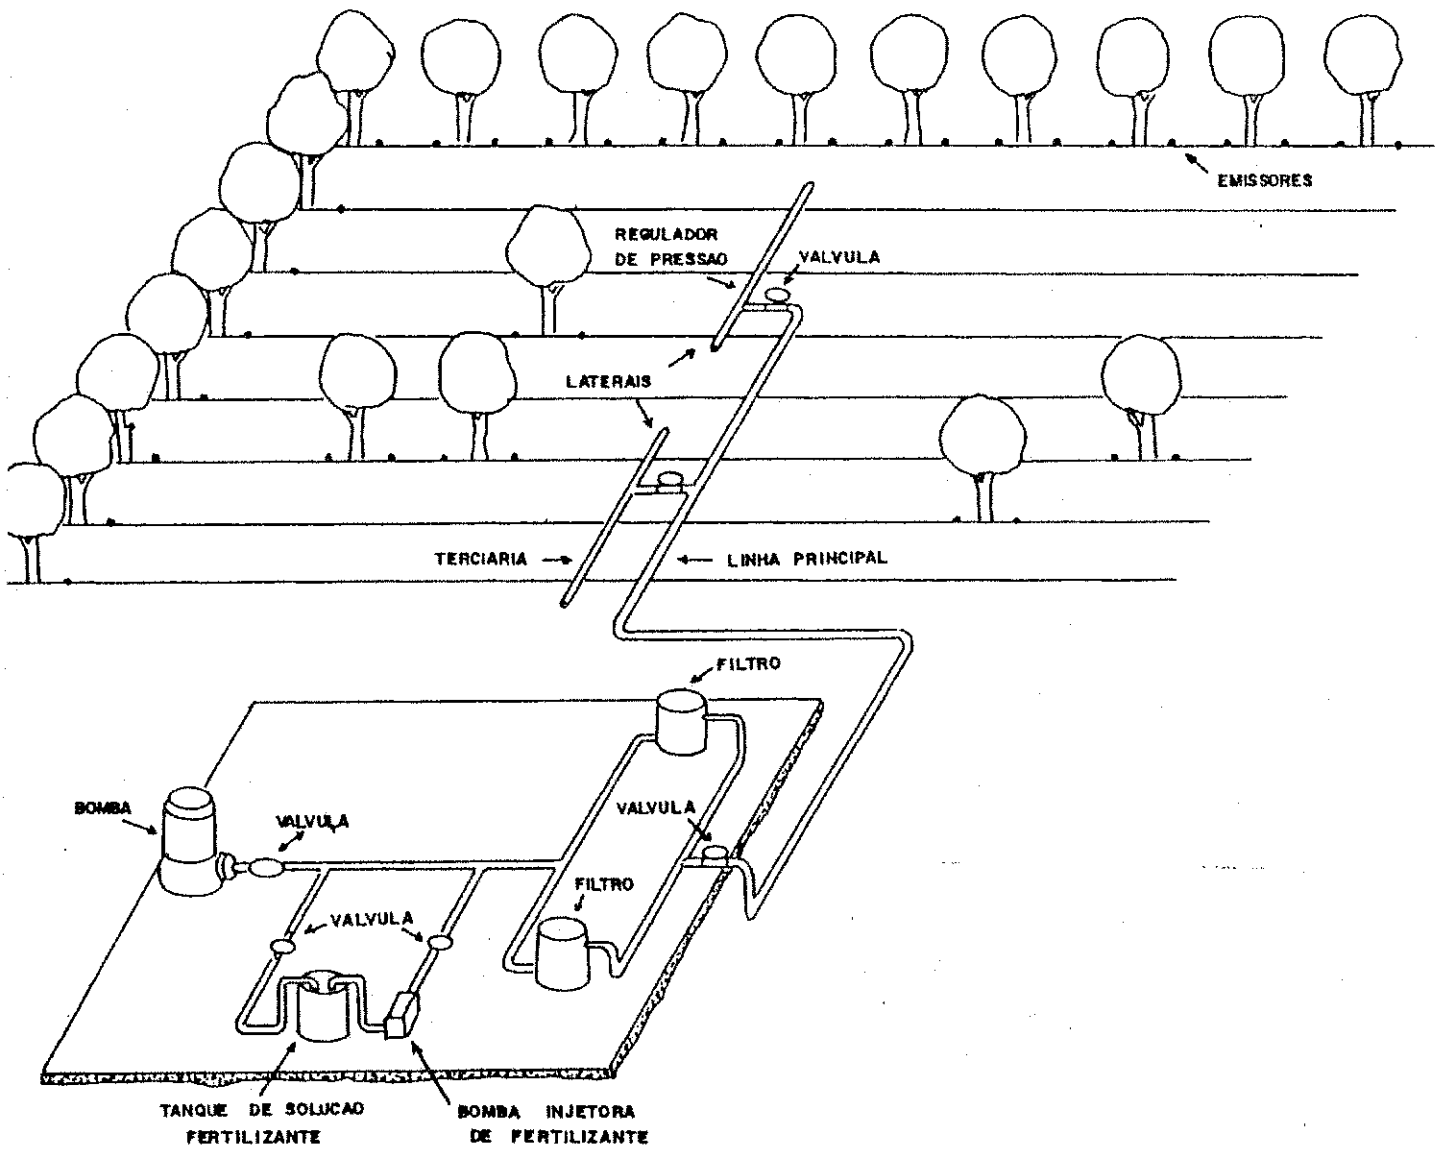 EMISSORES
REGULADOR
DE PRESSAO
VALVULA
LATERAIS
TERCIARIA
LINHA PRINCIPAL
FILTRO
BOMBA
VALVULA
VALVULA
FILTRO
VALVULA
TANQUE DE SOLUCAO
FERTILIZANTE
BOMBA INJETORA
DE FERTILIZANTE